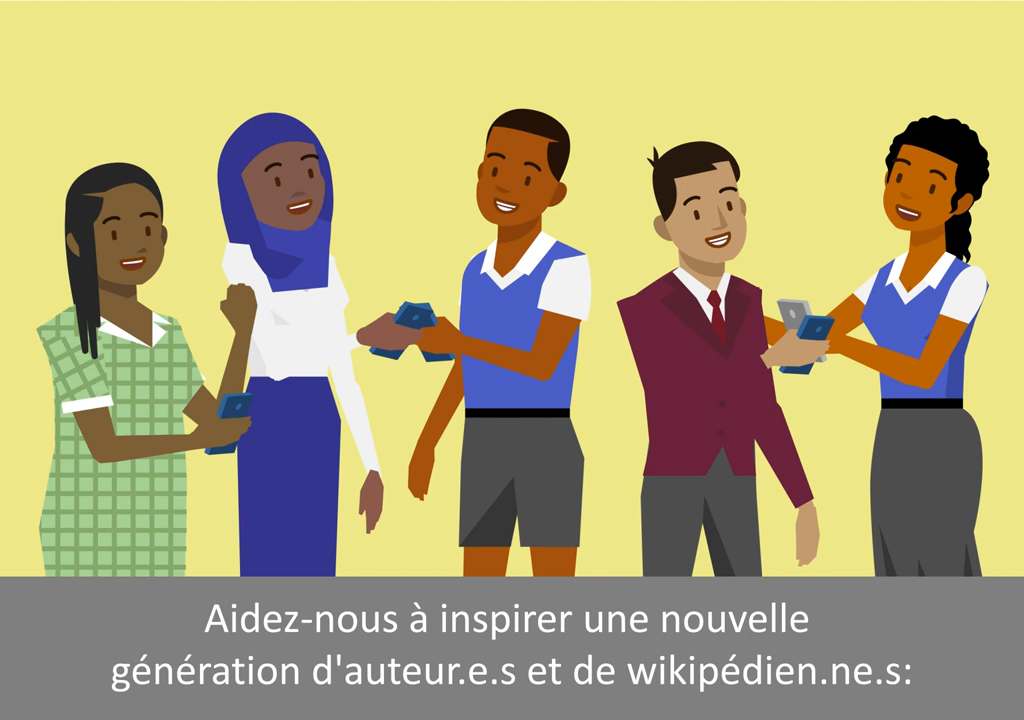 Aidez-nous à inspirer une nouvelle
génération d'auteur.e.s et de wikipédien.ne.s: